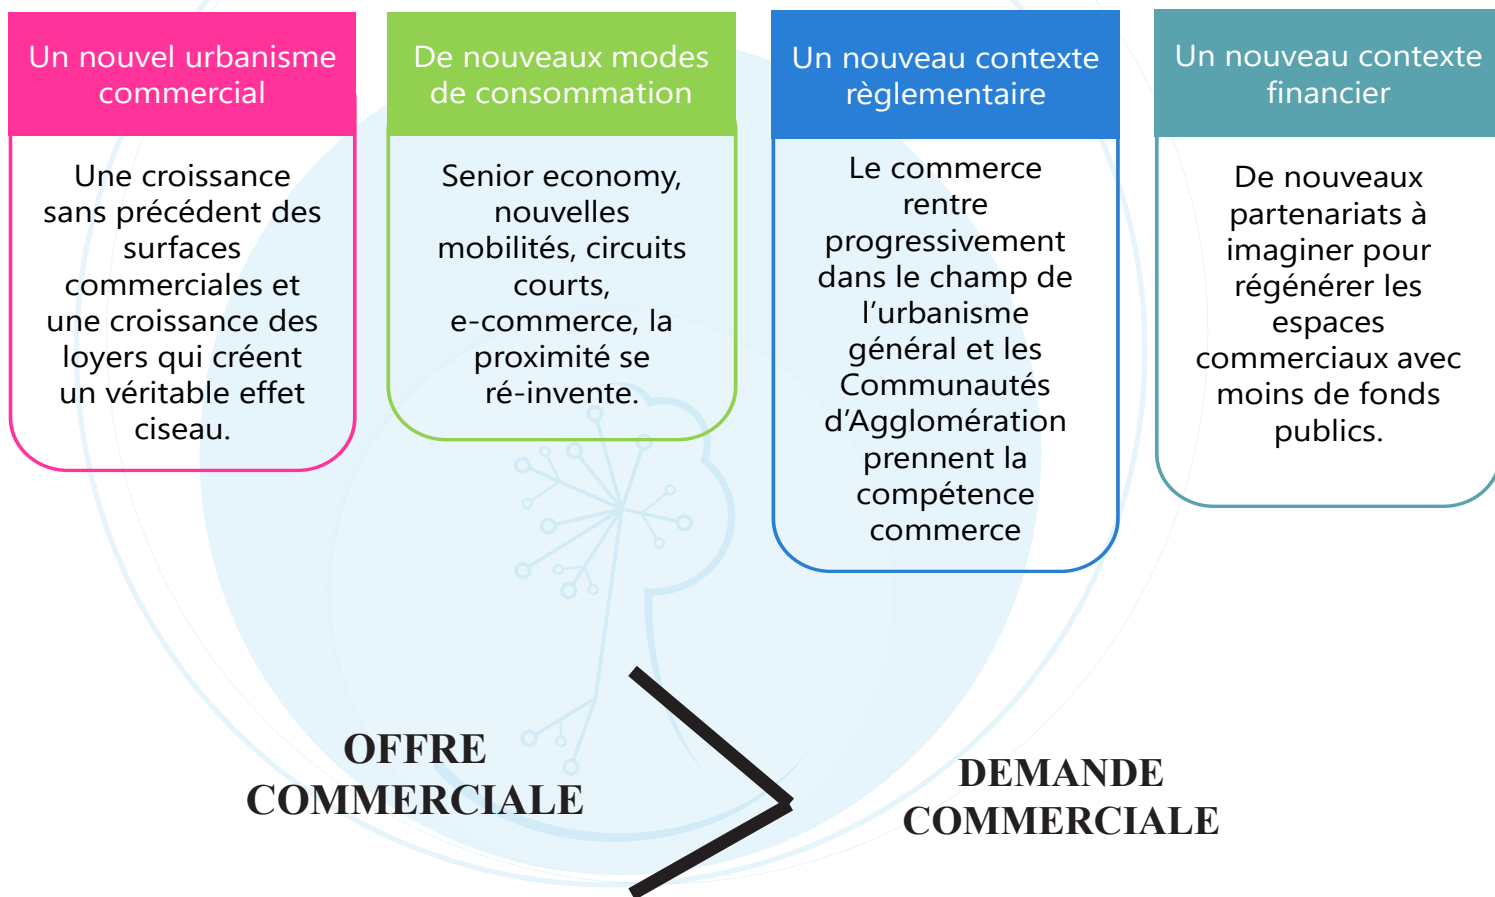 Un nouvel urbanisme
commercial
Une croissance
sans précédent des
surfaces
commerciales et
une croissance des
loyers qui créent
un véritable effet
ciseau.
De nouveaux modes
de consommation
Senior economy,
nouvelles
mobilités, circuits
courts,
e-commerce, la
proximité se
ré-invente.
Un nouveau contexte
règlementaire
Le commerce
rentre
progressivement
dans le champ de
l’urbanisme
général et les
Communautés
d’Agglomération
prennent la
compétence
commerce
Un nouveau contexte
financier
De nouveaux
partenariats à
imaginer pour
régénérer les
espaces
commerciaux avec
moins de fonds
publics.
OFFRE
COMMERCIALE
DEMANDE
COMMERCIALE